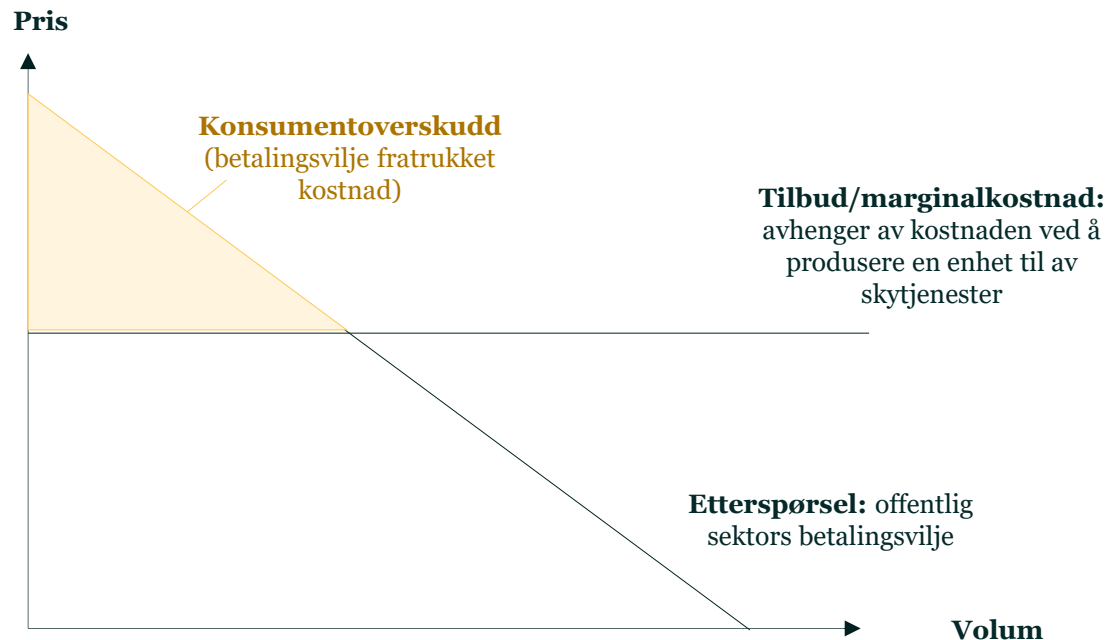 Pris
Konsumentoverskudd
(betalingsvilje fratrukket
kostnad)
Tilbud/marginalkostnad:
avhenger av kostnaden ved å
produsere en enhet til av
skytjenester
Etterspørsel: offentlig
sektors betalingsvilje
Volum